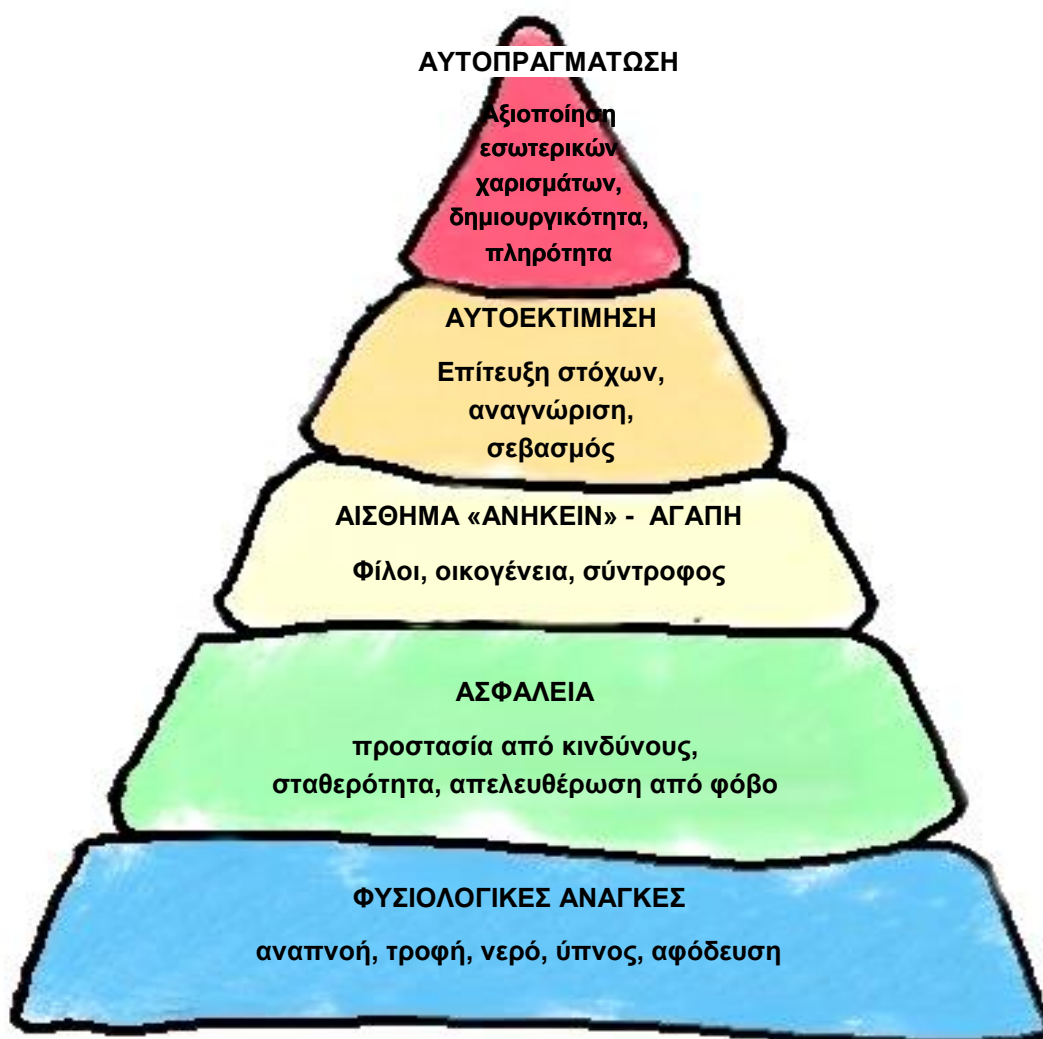 ΑΥΤΟΠΡΑΓΜΑΤΩΣΗ
Αξιοποίηση
εσωτερικών
χαρισμάτων,
δημιουργικότητα,
πληρότητα
ΑΥΤΟΕΚΤΙΜΗΣΗ
Επίτευξη στόχων,
αναγνώριση,
σεβασμός
ΑΙΣΘΗΜΑ «ΑΝΗΚΕΙΝ» - ΑΓΑΠΗ
Φίλοι, οικογένεια, σύντροφος
ΑΣΦΑΛΕΙΑ
προστασία από κινδύνους,
σταθερότητα, απελευθέρωση από φόβο
ΦΥΣΙΟΛΟΓΙΚΕΣ ΑΝΑΓΚΕΣ
αναπνοή, τροφή, νερό, ύπνος, αφόδευση